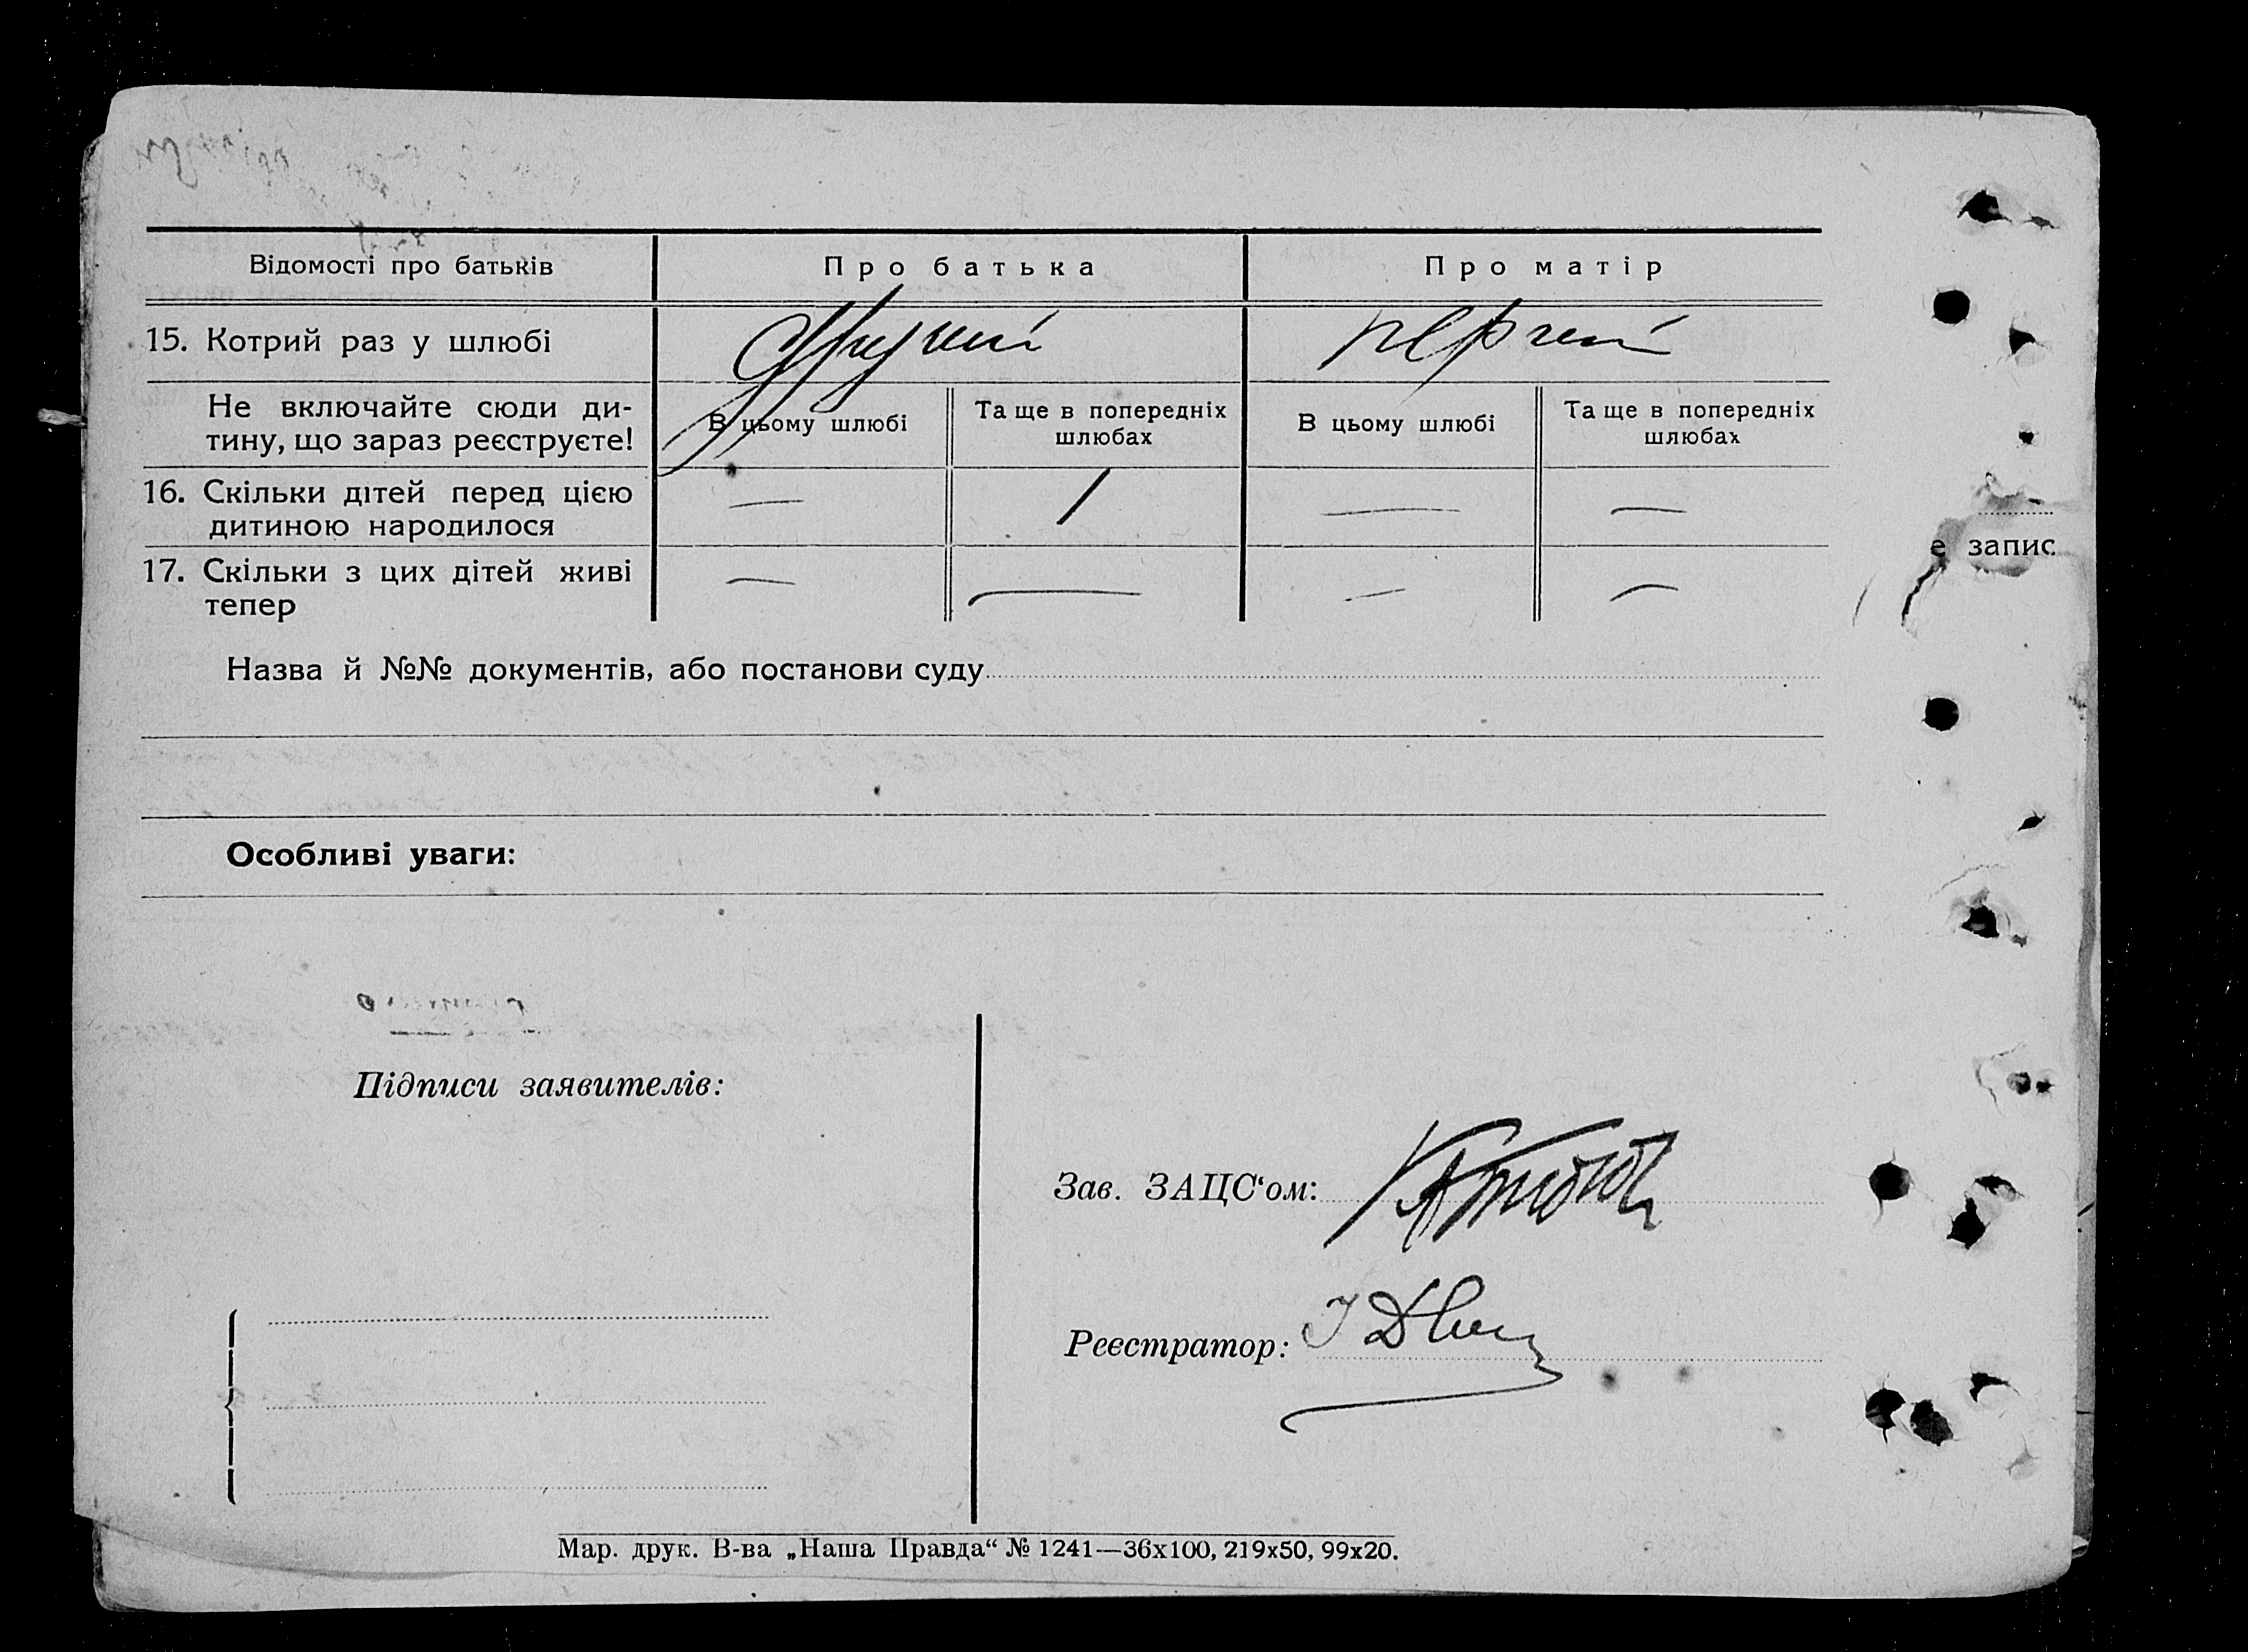 Відомості про батьків Про батька Про матір
15. Котрий раз у шлюбі другий перший
Не включайте сюди ди-
тину, що зараз реєструєте!
В цьому шлюбі
Та ще в попередніх
шлюбах
В цьому шлюбі
Та ще в попередніх
шлюбах
16. Скільки дітей перед цією
дитиною народилося
— 1 — —
17. Скільки з цих дітей живі
тепер
— — — —
е запис
Назва й №№ документів, або постанови суду
Особливі уваги:
Підписи заявителів:
Зав. ЗАЦС‘ом:
Реєстратор:
Мар. друк. В-ва „Наша Правда“ № 1241—36х100, 219х50, 99х20.